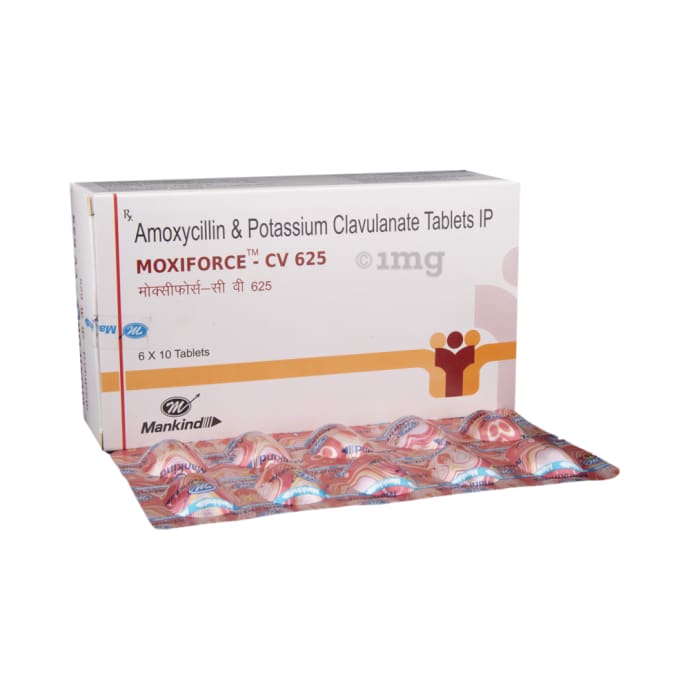 Rx Amoxycillin & Potassium Clavulanate Tablets IP
MOXIFORCE™ - CV 625
मोक्सीफोर्स-सी वी 625
©1mg
6 X 10 Tablets
Mankind